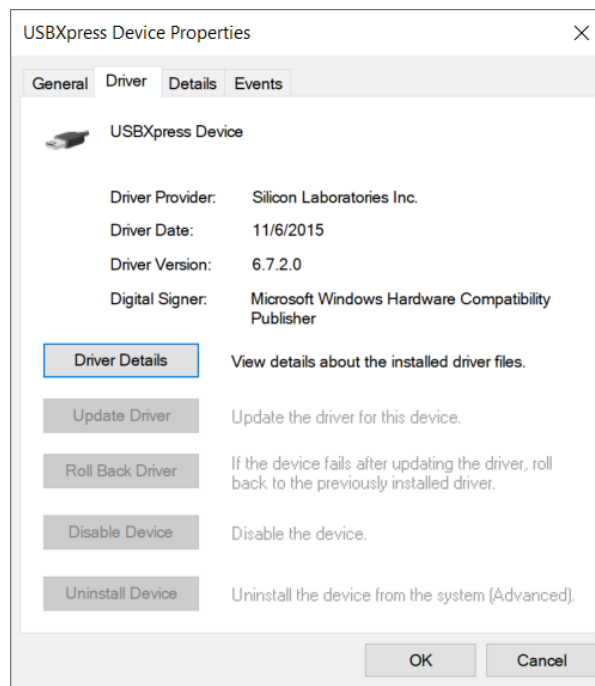 USBXpress Device Properties
General Driver Details Events
USBXpress Device
Driver Provider: Silicon Laboratories Inc.
Driver Date: 11/6/2015
Driver Version: 6.7.2.0
Digital Signer: Microsoft Windows Hardware Compatibility
Publisher
Driver Details View details about the installed driver files.
Update Driver Update the driver for this device.
Roll Back Driver If the device fails after updating the driver, roll
back to the previously installed driver.
Disable Device Disable the device.
Uninstall Device Uninstall the device from the system (Advanced).
OK Cancel